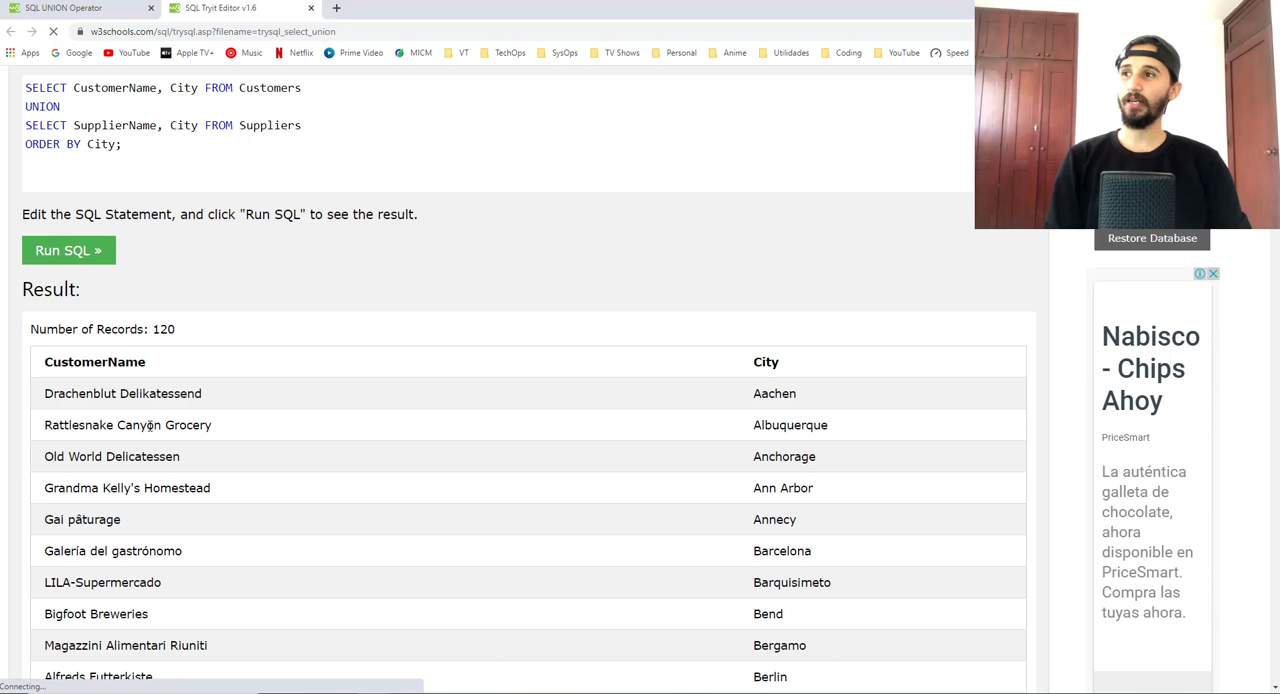 SQL UNION Operator
SQL Tryit Editor v1.6
w3schools.com/sql/trysql.asp?filename=trysql_select_union
Apps
Google
YouTube
Apple TV+
Music
Netflix
Prime Video
MICM
VT
TechOps
SysOps
TV Shows
Personal
Anime
Utilidades
Coding
YouTube
Speed
SELECT CustomerName, City FROM Customers
UNION
SELECT SupplierName, City FROM Suppliers
ORDER BY City;
Edit the SQL Statement, and click "Run SQL" to see the result.
Run SQL »
Result:
Number of Records: 120
CustomerName City
Drachenblut Delikatessend Aachen
Rattlesnake Canyon Grocery Albuquerque
Old World Delicatessen Anchorage
Grandma Kelly's Homestead Ann Arbor
Gai pâturage Annecy
Galería del gastrónomo Barcelona
LILA-Supermercado Barquisimeto
Bigfoot Breweries Bend
Magazzini Alimentari Riuniti Bergamo
Alfreds Futterkiste Berlin
Connecting...
Restore Database
Nabisco
- Chips
Ahoy
PriceSmart
La auténtica
galleta de
chocolate,
ahora
disponible en
PriceSmart.
Compra las
tuyas ahora.